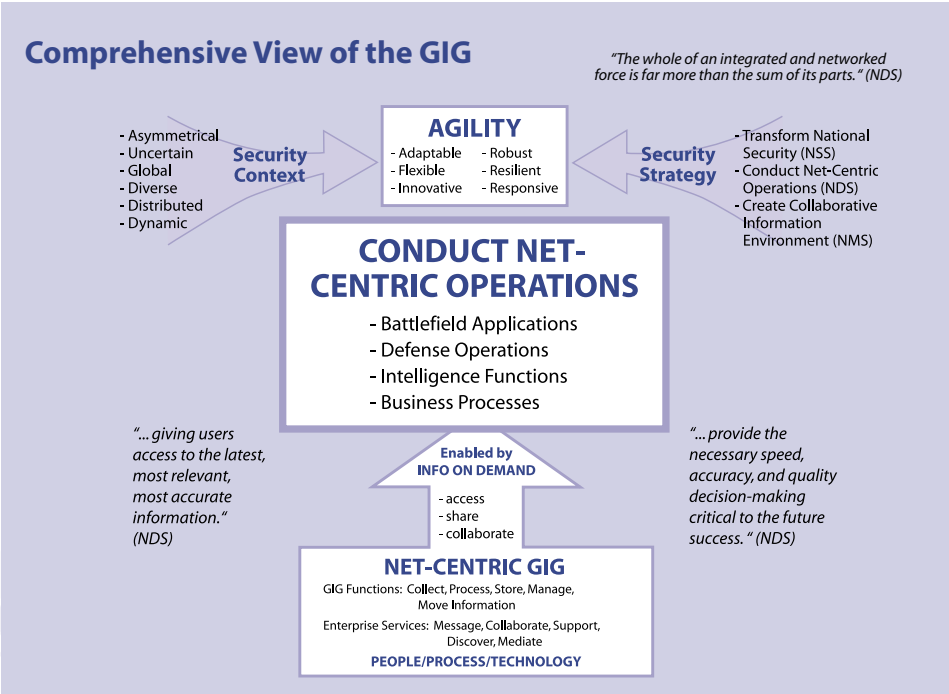 Comprehensive View of the GIG
"The whole of an integrated and networked
force is far more than the sum of its parts." (NDS)
- Asymmetrical
- Uncertain
- Global
- Diverse
- Distributed
- Dynamic
Security
Context
AGILITY
- Adaptable
- Flexible
- Innovative
- Robust
- Resilient
- Responsive
Security
Strategy
- Transform National
Security (NSS)
- Conduct Net-Centric
Operations (NDS)
- Create Collaborative
Information
Environment (NMS)
CONDUCT NET-
CENTRIC OPERATIONS
- Battlefield Applications
- Defense Operations
- Intelligence Functions
- Business Processes
"... giving users
access to the latest,
most relevant,
most accurate
information."
(NDS)
Enabled by
INFO ON DEMAND
- access
- share
- collaborate
"... provide the
necessary speed,
accuracy, and quality
decision-making
critical to the future
success. " (NDS)
NET-CENTRIC GIG
GIG Functions: Collect, Process, Store, Manage,
Move Information
Enterprise Services: Message, Collaborate, Support,
Discover, Mediate
PEOPLE/PROCESS/TECHNOLOGY